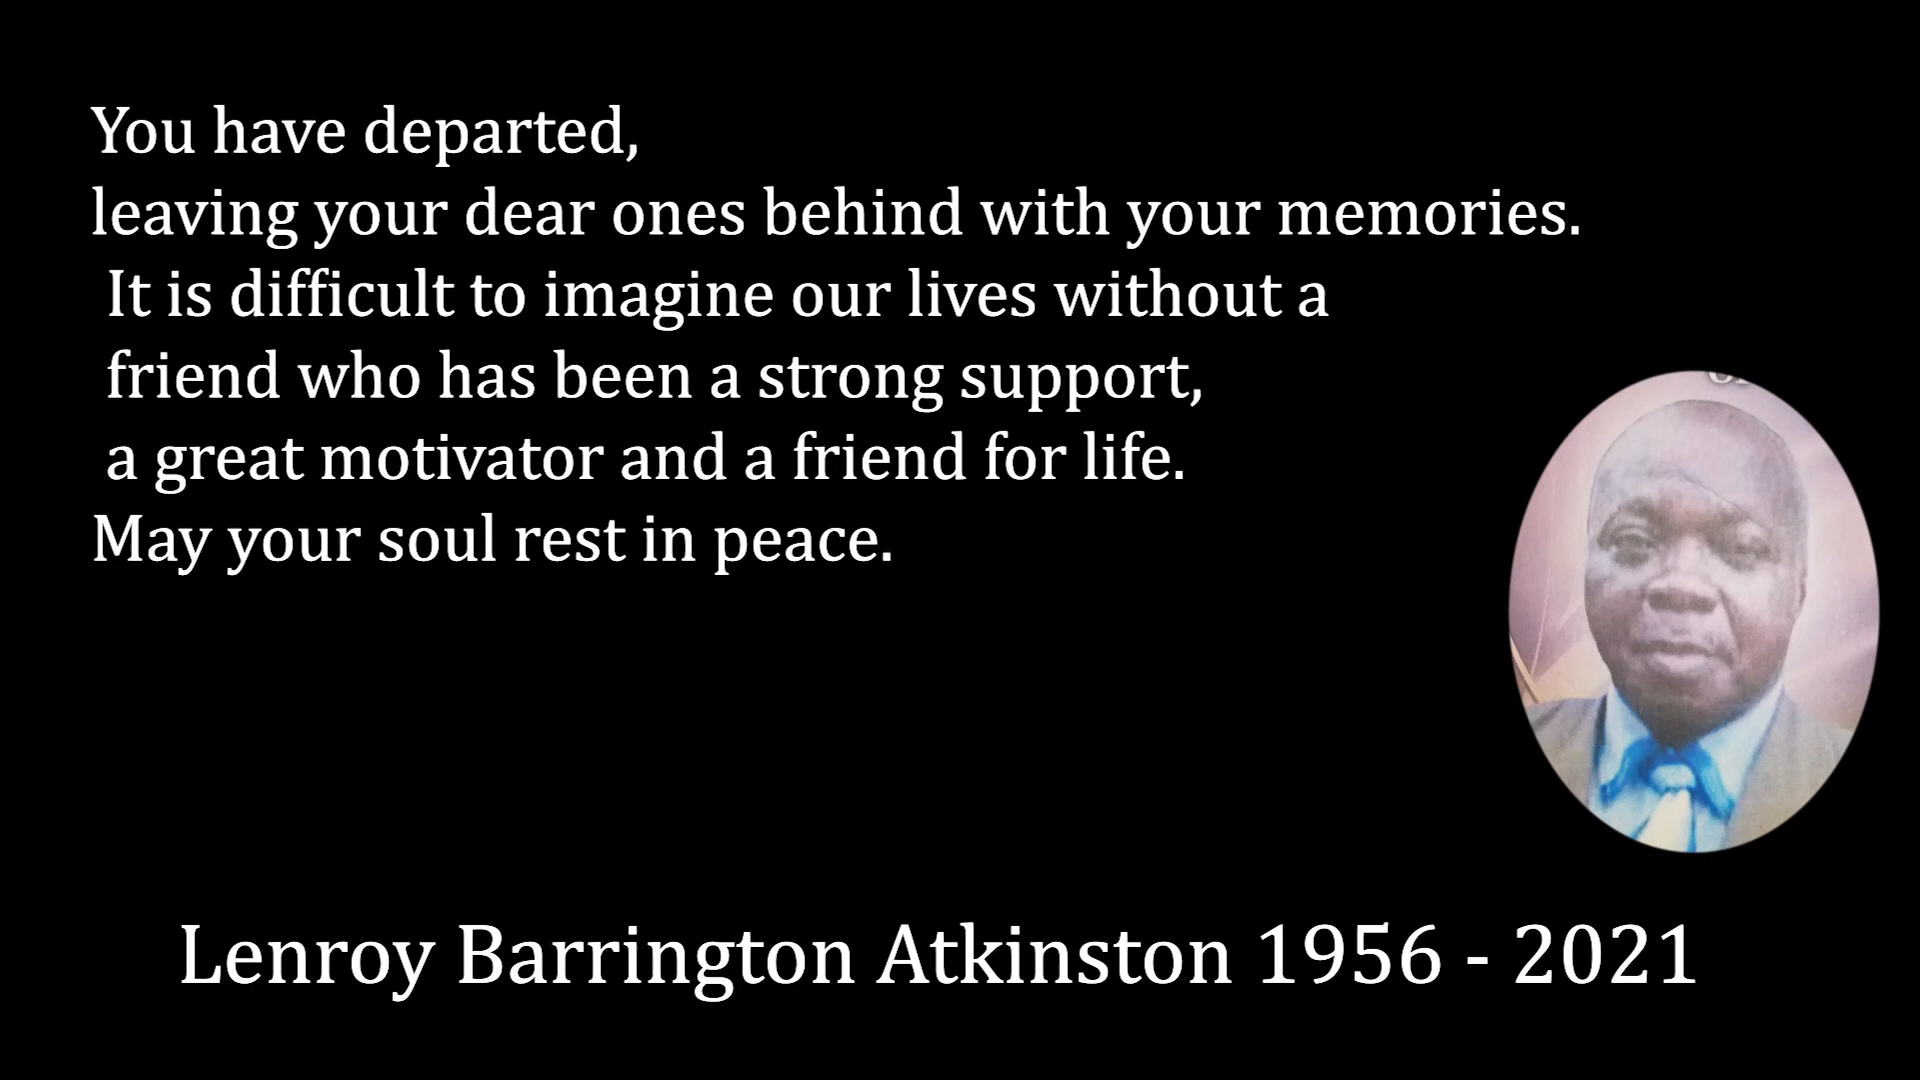 You have departed,
leaving your dear ones behind with your memories.
It is difficult to imagine our lives without a
friend who has been a strong support,
a great motivator and a friend for life.
May your soul rest in peace.
Lenroy Barrington Atkinston 1956 - 2021